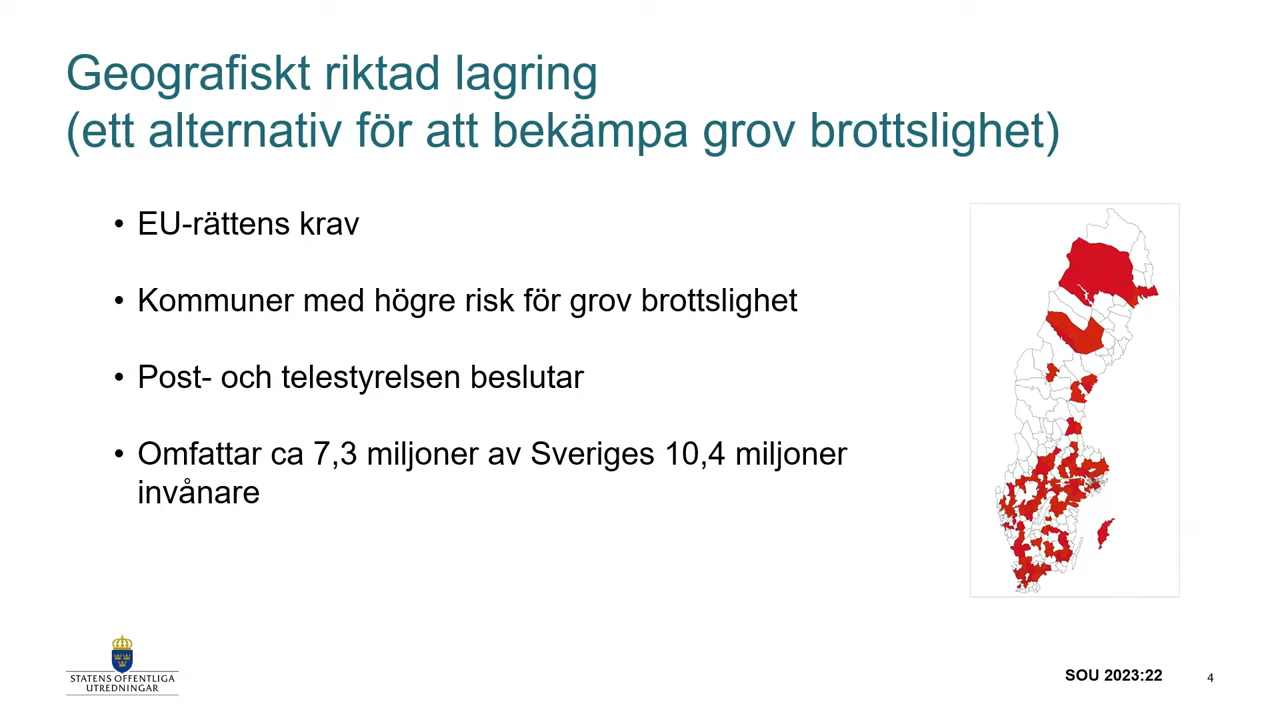 Geografiskt riktad lagring
(ett alternativ för att bekämpa grov brottslighet)
• EU-rättens krav
• Kommuner med högre risk för grov brottslighet
• Post- och telestyrelsen beslutar
• Omfattar ca 7,3 miljoner av Sveriges 10,4 miljoner
invånare
STATENS OFFENTLIGA
UTREDNINGAR
SOU 2023:22
4